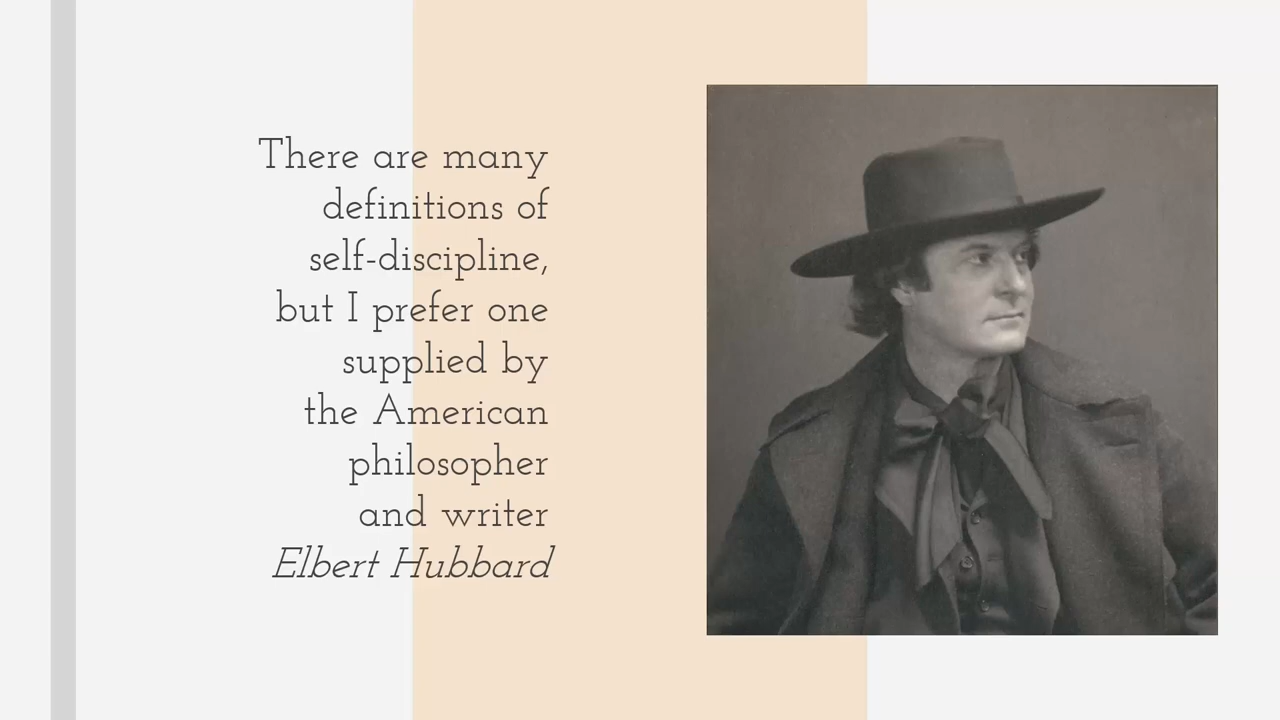 There are many
definitions of
self-discipline,
but I prefer one
supplied by
the American
philosopher
and writer
Elbert Hubbard